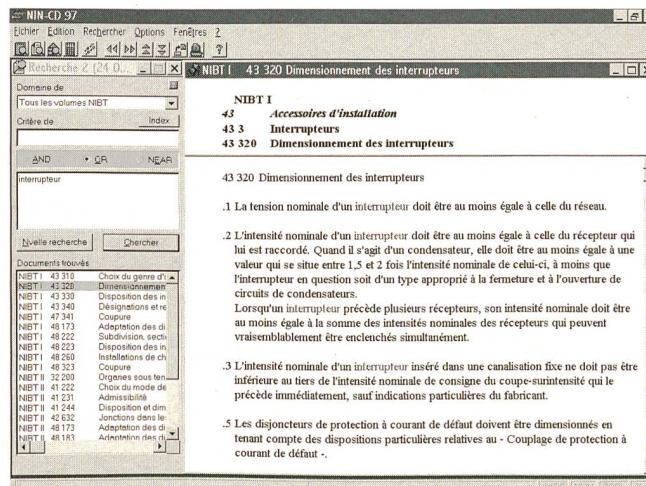 NIN-CD 97
Fichier Edition Rechercher Options Fenêtres ?
Recherche 2 (24 D...
NIBT I 43 320 Dimensionnement des interrupteurs
Domaine de
Tous les volumes NIBT
Critère de
Index
AND OR NEAR
interrupteur
Nvelle recherche
Chercher
Documents trouvés
NIBT I 43 310 Choix du genre d'i
NIBT I 43 320 Dimensionnemen
NIBT I 43 330 Disposition des in
NIBT I 43 340 Désignations et re
NIBT I 47 341 Coupure
NIBT I 48 173 Adaptation des di
NIBT I 48 222 Subdivision, secti
NIBT I 48 223 Disposition des in
NIBT I 48 260 Installations de ch
NIBT I 48 323 Coupure
NIBT II 32 200 Organes sous ten
NIBT II 41 222 Choix du mode de
NIBT II 41 231 Admissibilité
NIBT II 41 244 Disposition et dim
NIBT II 42 632 Jonctions dans le
NIBT II 48 173 Adaptation des di
NIBT II 48 183 Adaptation des di
NIBT I
43 Accessoires d'installation
43 3 Interrupteurs
43 320 Dimensionnement des interrupteurs
43 320 Dimensionnement des interrupteurs
.1 La tension nominale d'un interrupteur doit être au moins égale à celle du réseau.
.2 L'intensité nominale d'un interrupteur doit être au moins égale à celle du récepteur qui
lui est raccordé. Quand il s'agit d'un condensateur, elle doit être au moins égale à une
valeur qui se situe entre 1,5 et 2 fois l'intensité nominale de celui-ci, à moins que
l'interrupteur en question soit d'un type approprié à la fermeture et à l'ouverture de
circuits de condensateurs.
Lorsqu'un interrupteur précède plusieurs récepteurs, son intensité nominale doit être
au moins égale à la somme des intensités nominales des récepteurs qui peuvent
vraisemblablement être enclenchés simultanément.
.3 L'intensité nominale d'un interrupteur inséré dans une canalisation fixe ne doit pas être
inférieure au tiers de l'intensité nominale de consigne du coupe-surintensité qui le
précède immédiatement, sauf indications particulières du fabricant.
.5 Les disjoncteurs de protection à courant de défaut doivent être dimensionnés en
tenant compte des dispositions particulières relatives au - Couplage de protection à
courant de défaut -.